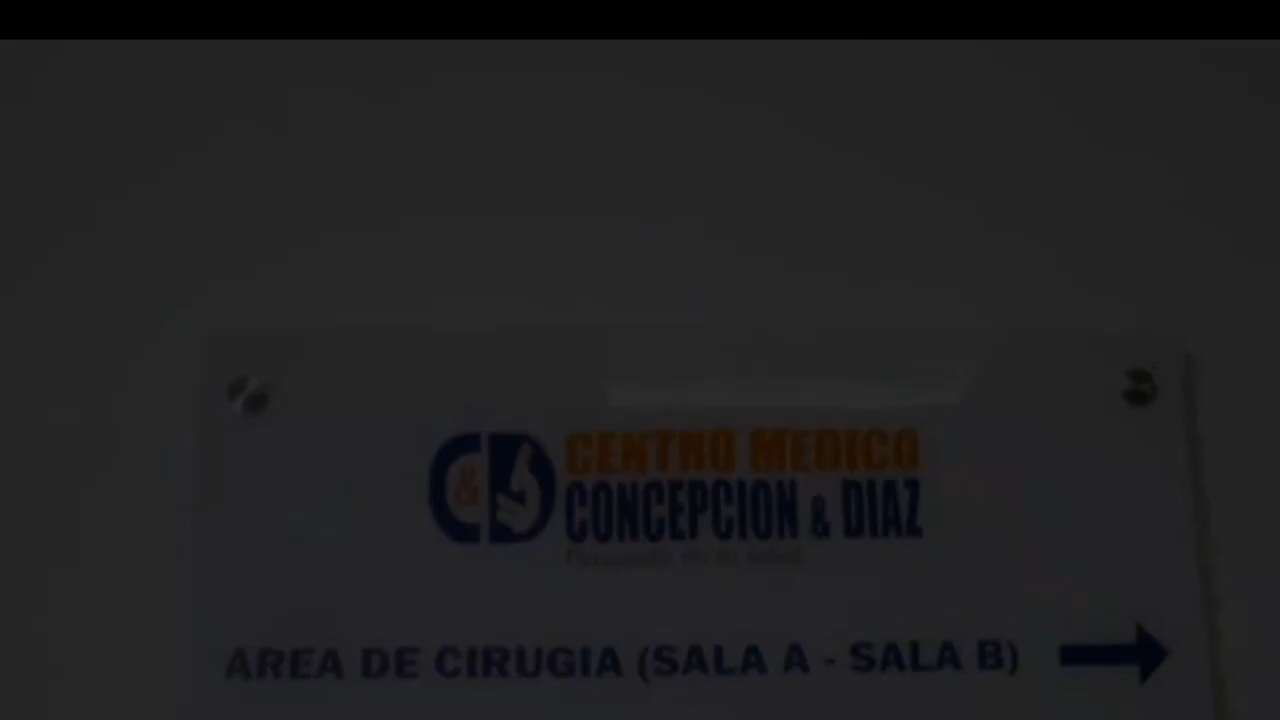 &
CENTRO MEDICO
CONCEPCION & DIAZ
AREA DE CIRUGIA (SALA A - SALA B)